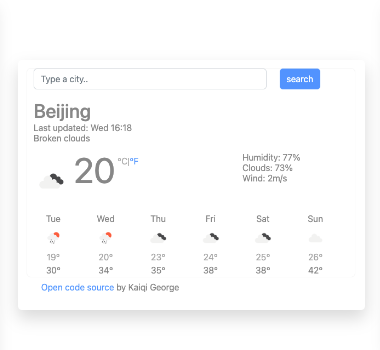 Type a city..
search
Beijing
Last updated: Wed 16:18
Broken clouds
20 °C|°F
Humidity: 77%
Clouds: 73%
Wind: 2m/s
Tue Wed Thu Fri Sat Sun
19° 20° 23° 24° 25° 26°
30° 34° 35° 38° 38° 42°
Open code source by Kaiqi George